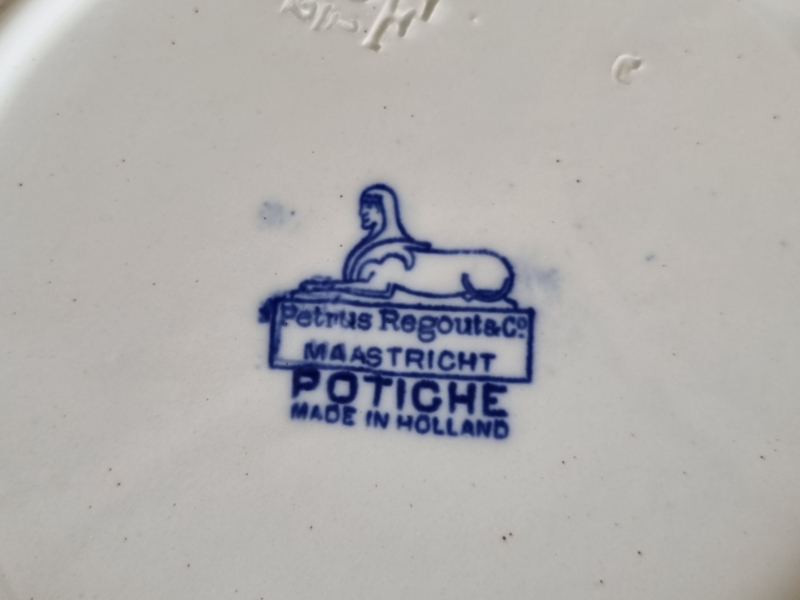 Petrus Regout & Co
MAASTRICHT
POTICHE
MADE IN HOLLAND